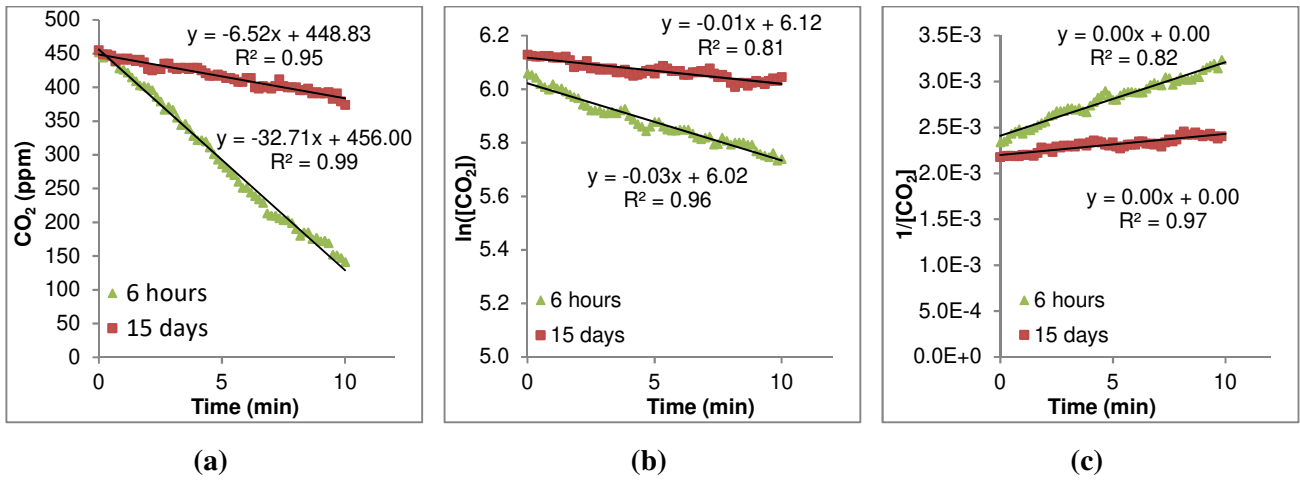 500
450
400
350
300
250
200
150
100
50
0
CO₂ (ppm)
y = -6.52x + 448.83
R² = 0.95
y = -32.71x + 456.00
R² = 0.99
6 hours
15 days
0 5 10
Time (min)
(a)
6.2
6.0
5.8
5.6
5.4
5.2
5.0
ln([CO₂])
y = -0.01x + 6.12
R² = 0.81
y = -0.03x + 6.02
R² = 0.96
6 hours
15 days
0 5 10
Time (min)
(b)
3.5E-3
3.0E-3
2.5E-3
2.0E-3
1.5E-3
1.0E-3
5.0E-4
0.0E+0
1/[CO₂]
y = 0.00x + 0.00
R² = 0.82
y = 0.00x + 0.00
R² = 0.97
6 hours
15 days
0 5 10
Time (min)
(c)